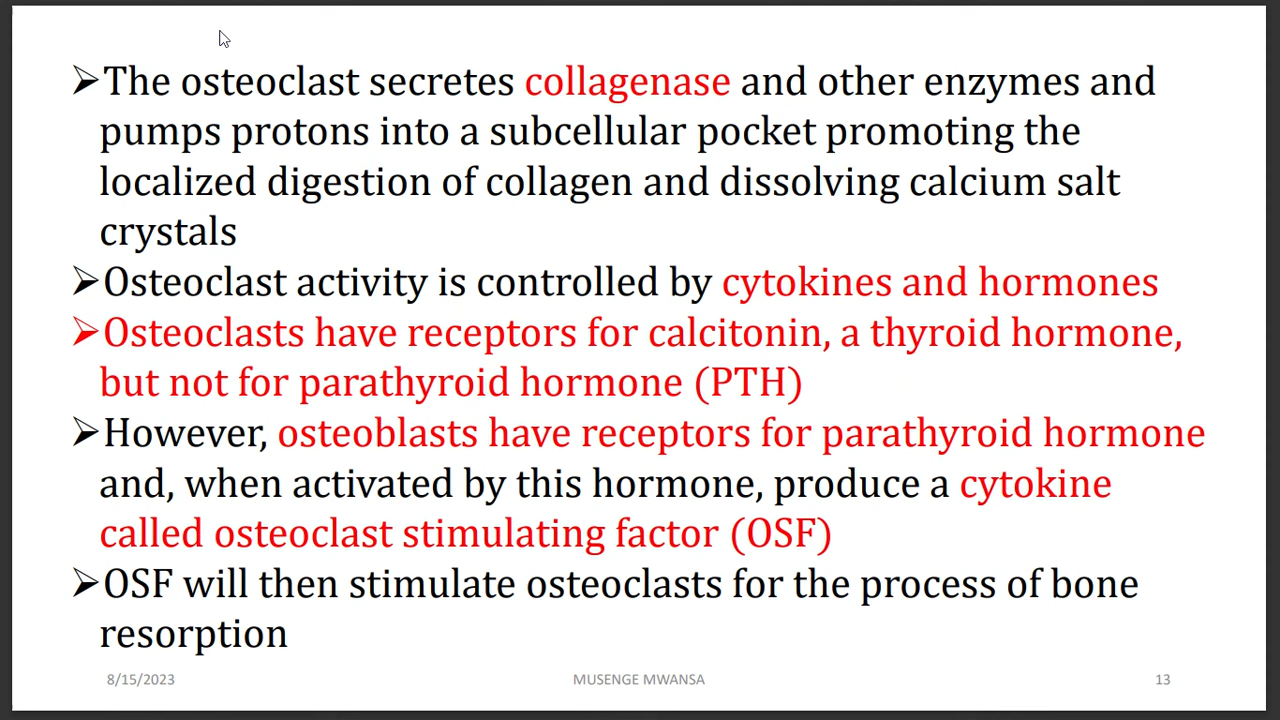 ➢The osteoclast secretes collagenase and other enzymes and
pumps protons into a subcellular pocket promoting the
localized digestion of collagen and dissolving calcium salt
crystals
➢Osteoclast activity is controlled by cytokines and hormones
➢Osteoclasts have receptors for calcitonin, a thyroid hormone,
but not for parathyroid hormone (PTH)
➢However, osteoblasts have receptors for parathyroid hormone
and, when activated by this hormone, produce a cytokine
called osteoclast stimulating factor (OSF)
➢OSF will then stimulate osteoclasts for the process of bone
resorption
8/15/2023 MUSENGE MWANSA 13